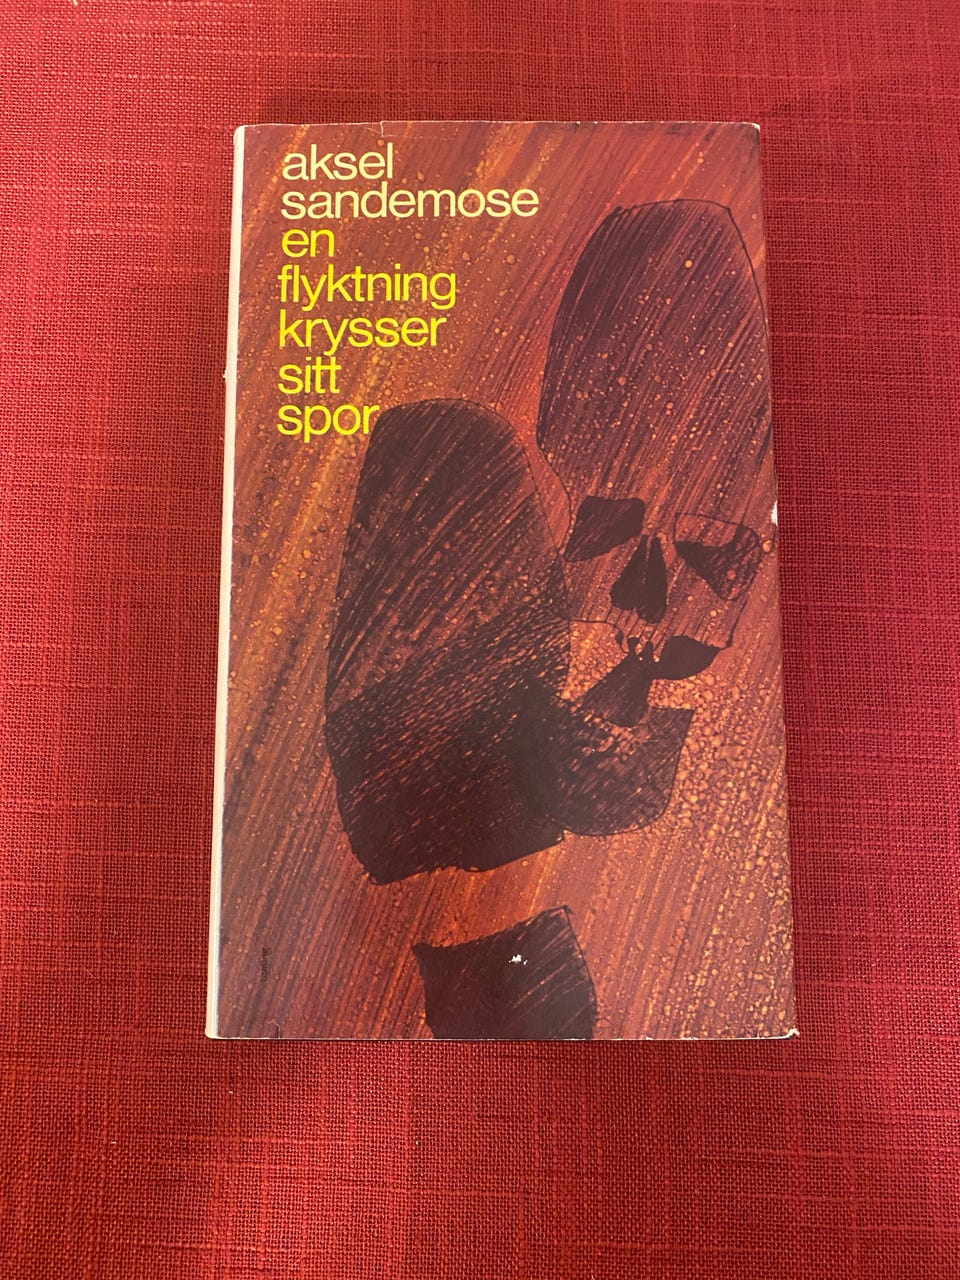 aksel
sandemose
en
flyktning
krysser
sitt
spor